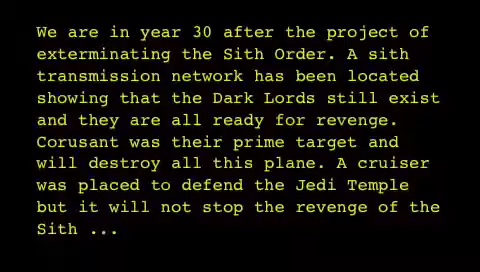 We are in year 30 after the project of
exterminating the Sith Order. A sith
transmission network has been located
showing that the Dark Lords still exist
and they are all ready for revenge.
Corusant was their prime target and
will destroy all this plane. A cruiser
was placed to defend the Jedi Temple
but it will not stop the revenge of the
Sith ...